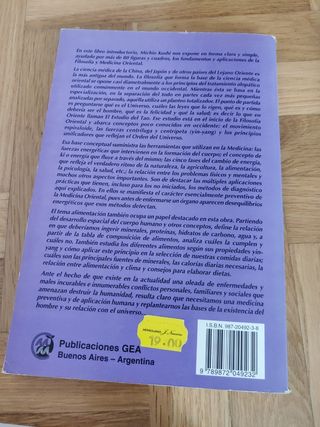 En este libro introductorio, Michio Kushi nos expone en forma clara y simple,
ayudado por más de 60 figuras y cuadros, los fundamentos y aplicaciones de la
Filosofía y Medicina Oriental.
La ciencia médica de la China, del Japón y de otros países del Lejano Oriente es
la más antigua del mundo. La filosofía que forma la base de la ciencia médica
oriental se opone casi diametralmente a los principios del tratamiento alopático
utilizado comúnmente en el mundo occidental. Mientras ésta se basa en la
especialización, en la separación del todo en partes cada vez más pequeñas
analizadas por separado, aquella utiliza un planteo totalizador. El punto de partida
es preguntarse qué es el Universo, cuáles las leyes que lo rigen, qué es y cómo
debería ser el hombre, qué es la felicidad y qué la salud; es decir lo que en
Oriente llaman El Estudio del Tao. Ese estudio está en el inicio de la Filosofía
Oriental y abarca conceptos poco conocidos en occidente; el movimiento
espiraloide, las fuerzas centrífuga y centrípeta (yin-yang) y los principios
unificadores que reflejan el Orden del Universo.
Esa base conceptual suministra las herramientas que utilizan en la Medicina: las
fuerzas energéticas que intervienen en la formación del cuerpo; el concepto de
ki o energía que fluye a través del mismo; las cinco fases del cambio de energía,
que refleja el verdadero ritmo de la naturaleza, la agricultura, la alimentación,
la psicología, la salud, etc.; la relación entre los problemas físicos y mentales y
muchos otros aspectos importantes. Son de destacar las múltiples aplicaciones
prácticas que tienen, incluso para los no iniciados, los métodos de diagnóstico
aquí explicados. En ellos se manifiesta el carácter esencialmente preventivo de
la Medicina Oriental, pues antes de enfermarse un órgano aparecen desequilibrios
energéticos que esos métodos detectan.
El tema alimentación también ocupa un papel destacado en esta obra. Partiendo
del desarrollo espacial del cuerpo humano y otros conceptos, define la relación
en que deberíamos ingerir minerales, proteínas, hidratos de carbono, agua y, a
partir de la tabla de composición de alimentos, analiza cuáles la cumplen y
cuáles no. También estudia los diferentes alimentos según sus propiedades yin-
yang y cómo aplicar este principio en la selección de nuestras comidas diarias;
cuáles son las principales fuentes de minerales, las calorías diarias necesarias, la
relación entre alimentación y clima y consejos para elaborar dietas.
Ante el hecho de que existe en la actualidad una oleada de enfermedades y
males incurables e innumerables conflictos personales, familiares y sociales que
amenazan destruir la humanidad, resulta claro que necesitamos una medicina
preventiva y de aplicación humana y replantearnos las bases de la existencia del
hombre y su relación con el universo.
19.00
I.S.B.N. 987-20492-3-8
9 789872 049232
Publicaciones GEA
Buenos Aires – Argentina